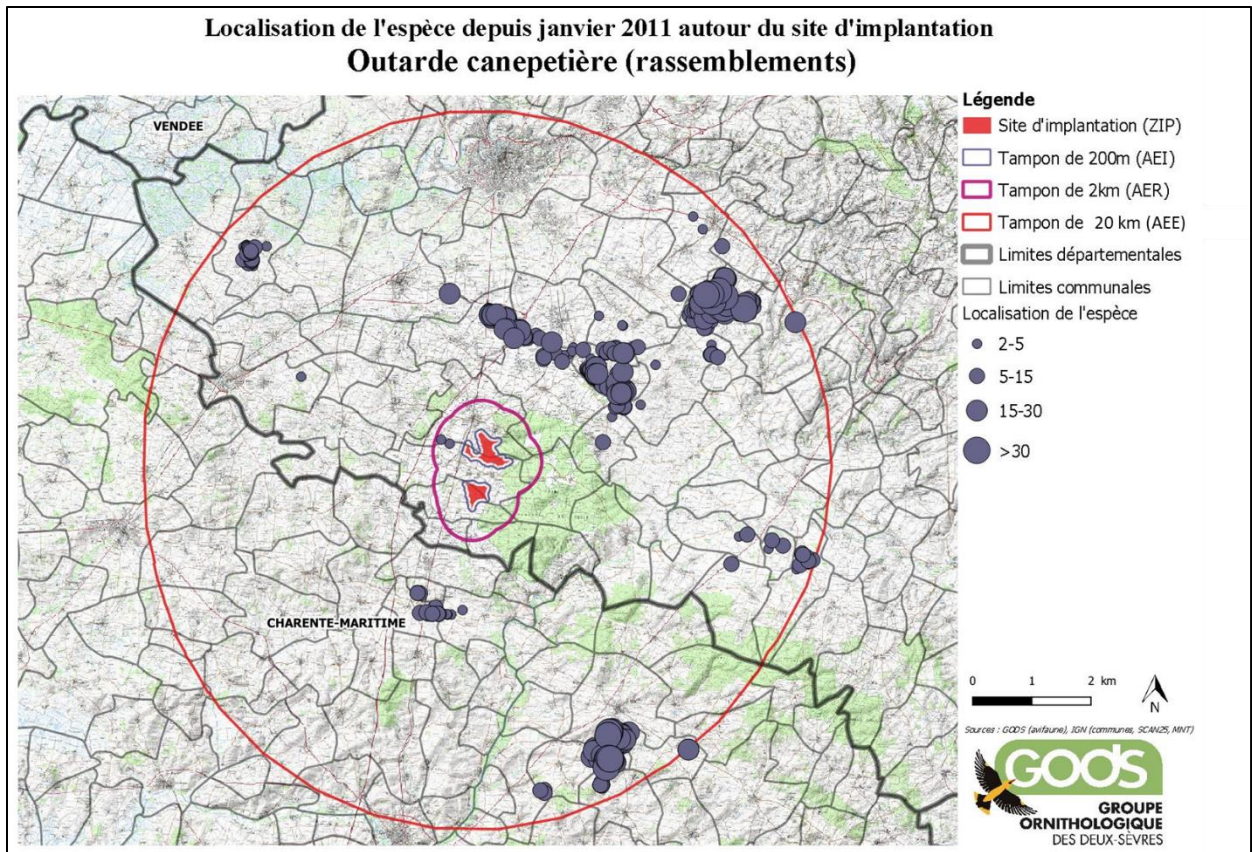 Localisation de l'espèce depuis janvier 2011 autour du site d'implantation
Outarde canepetière (rassemblements)
VENDEE
CHARENTE-MARITIME
Légende
Site d'implantation (ZIP)
Tampon de 200m (AEI)
Tampon de 2km (AER)
Tampon de 20 km (AEE)
Limites départementales
Limites communales
Localisation de l'espèce
2-5
5-15
15-30
>30
0 1 2 km
N
Sources : GODS (avifaune), IGN (communes, SCAN25, MNT)
GODS
GROUPE
ORNITHOLOGIQUE
DES DEUX-SÈVRES